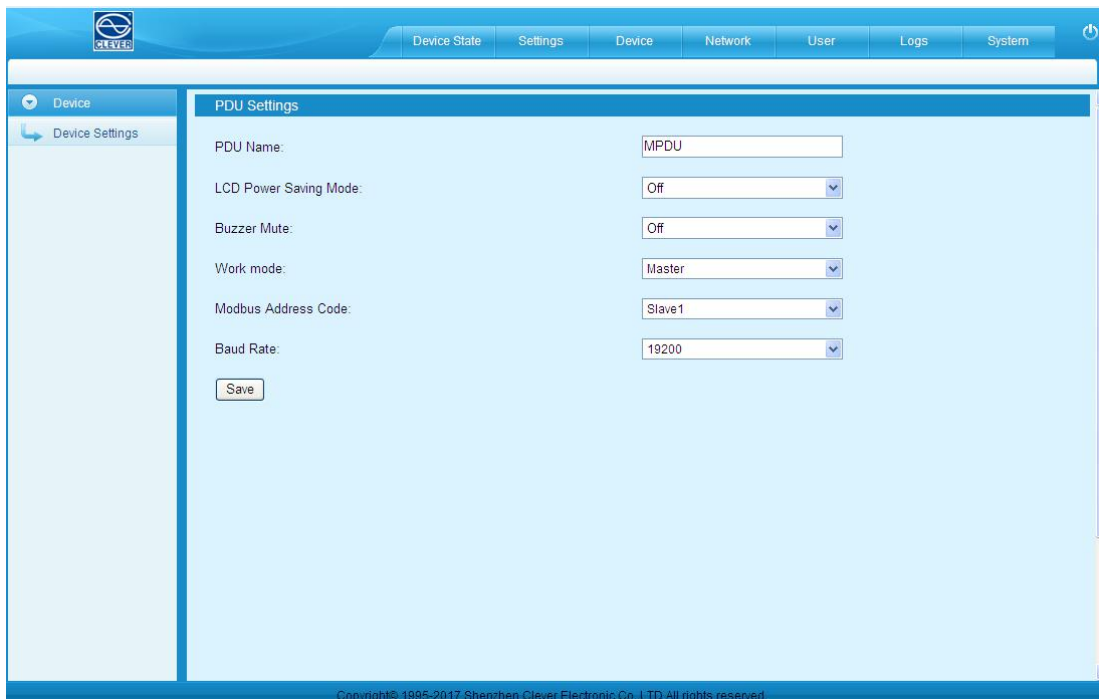 CLEVER
Device State Settings Device Network User Logs System
Device
Device Settings
PDU Settings
PDU Name: MPDU
LCD Power Saving Mode: Off
Buzzer Mute: Off
Work mode: Master
Modbus Address Code: Slave1
Baud Rate: 19200
Save
Copyright© 1995-2017 Shenzhen Clever Electronic Co.,LTD All rights reserved.